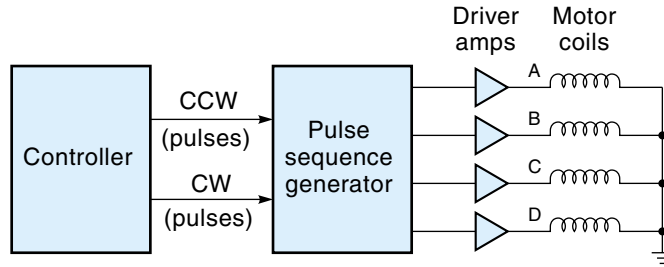 Driver
amps
Motor
coils
Controller
CCW
(pulses)
CW
(pulses)
Pulse
sequence
generator
A
B
C
D